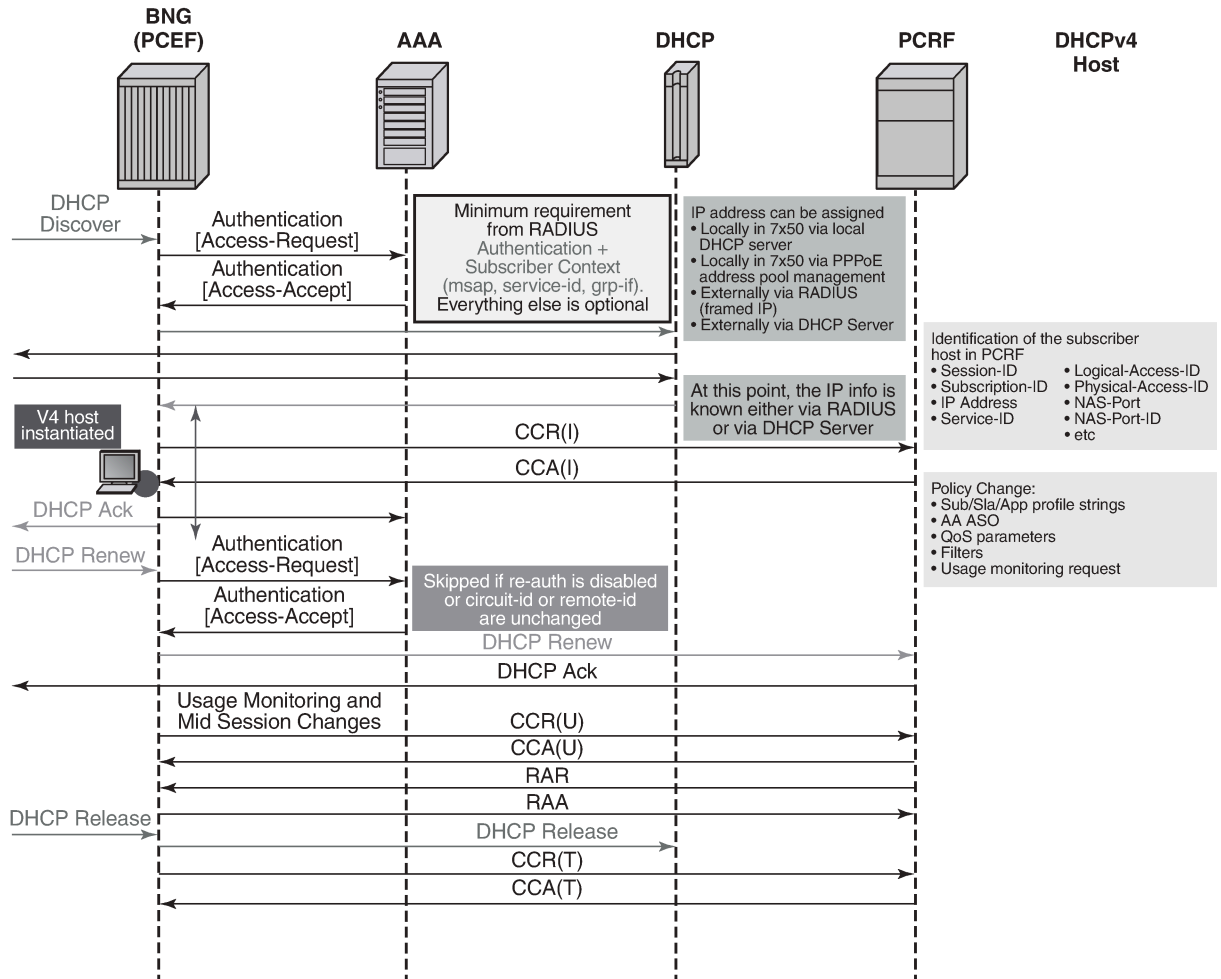 BNG
(PCEF)
AAA
DHCP
PCRF
DHCPv4
Host
DHCP
Discover
Authentication
[Access-Request]
Authentication
[Access-Accept]
Minimum requirement
from RADIUS
Authentication +
Subscriber Context
(msap, service-id, grp-if).
Everything else is optional
IP address can be assigned
• Locally in 7x50 via local
DHCP server
• Locally in 7x50 via PPPoE
address pool management
• Externally via RADIUS
(framed IP)
• Externally via DHCP Server
Identification of the subscriber
host in PCRF
• Session-ID
• Subscription-ID
• IP Address
• Service-ID
• Logical-Access-ID
• Physical-Access-ID
• NAS-Port
• NAS-Port-ID
• etc
At this point, the IP info is
known either via RADIUS
or via DHCP Server
V4 host
instantiated
CCR(I)
CCA(I)
Policy Change:
• Sub/Sla/App profile strings
• AA ASO
• QoS parameters
• Filters
• Usage monitoring request
DHCP Ack
DHCP Renew
Authentication
[Access-Request]
Authentication
[Access-Accept]
Skipped if re-auth is disabled
or circuit-id or remote-id
are unchanged
DHCP Renew
DHCP Ack
Usage Monitoring and
Mid Session Changes
CCR(U)
CCA(U)
RAR
RAA
DHCP Release
DHCP Release
CCR(T)
CCA(T)